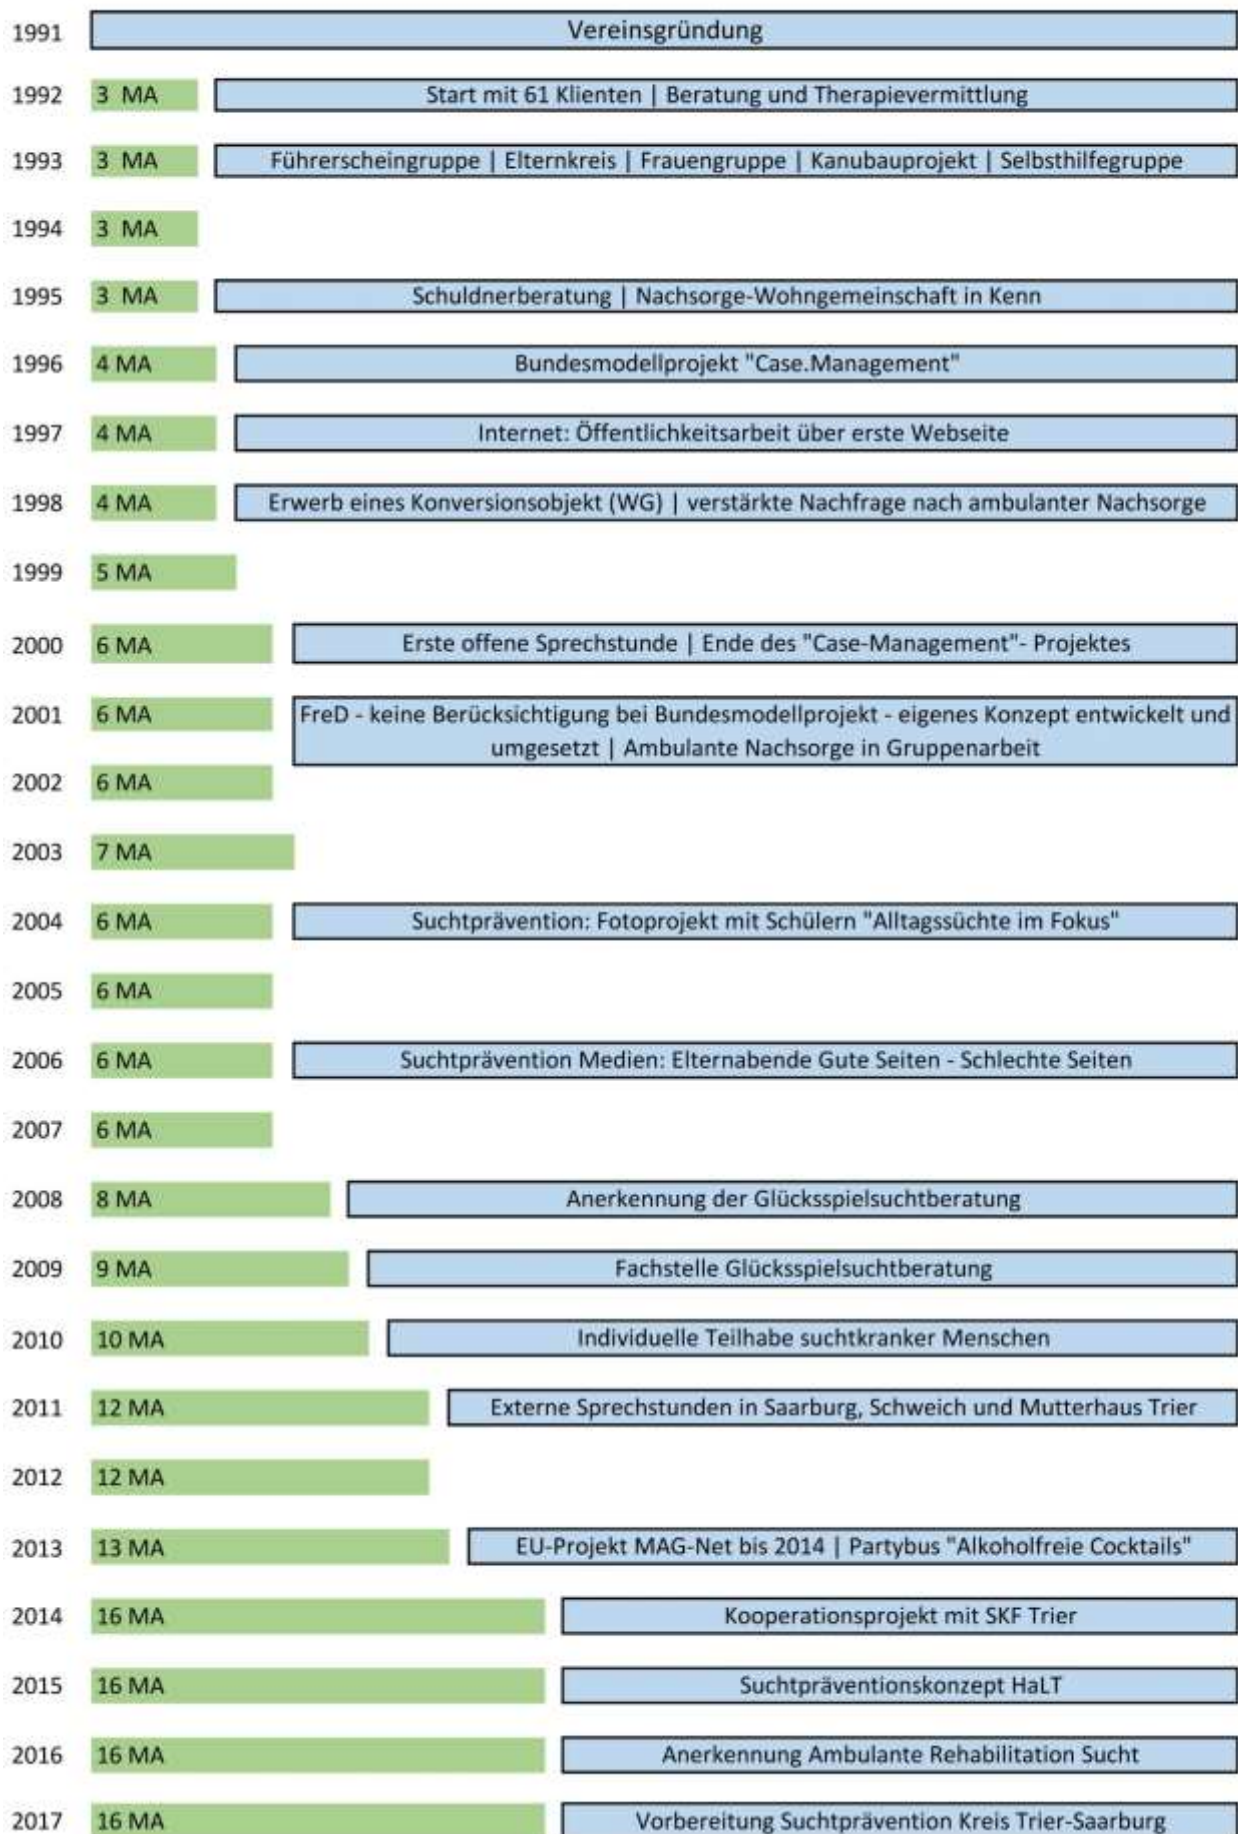 1991 Vereinsgründung
1992 3 MA Start mit 61 Klienten | Beratung und Therapievermittlung
1993 3 MA Führerscheingruppe | Elternkreis | Frauengruppe | Kanubauprojekt | Selbsthilfegruppe
1994 3 MA
1995 3 MA Schuldnerberatung | Nachsorge-Wohngemeinschaft in Kenn
1996 4 MA Bundesmodellprojekt "Case.Management"
1997 4 MA Internet: Öffentlichkeitsarbeit über erste Webseite
1998 4 MA Erwerb eines Konversionsobjekt (WG) | verstärkte Nachfrage nach ambulanter Nachsorge
1999 5 MA
2000 6 MA Erste offene Sprechstunde | Ende des "Case-Management"- Projektes
2001 6 MA FreD - keine Berücksichtigung bei Bundesmodellprojekt - eigenes Konzept entwickelt und
umgesetzt | Ambulante Nachsorge in Gruppenarbeit
2002 6 MA
2003 7 MA
2004 6 MA Suchtprävention: Fotoprojekt mit Schülern "Alltagssüchte im Fokus"
2005 6 MA
2006 6 MA Suchtprävention Medien: Elternabende Gute Seiten - Schlechte Seiten
2007 6 MA
2008 8 MA Anerkennung der Glücksspielsuchtberatung
2009 9 MA Fachstelle Glücksspielsuchtberatung
2010 10 MA Individuelle Teilhabe suchtkranker Menschen
2011 12 MA Externe Sprechstunden in Saarburg, Schweich und Mutterhaus Trier
2012 12 MA
2013 13 MA EU-Projekt MAG-Net bis 2014 | Partybus "Alkoholfreie Cocktails"
2014 16 MA Kooperationsprojekt mit SKF Trier
2015 16 MA Suchtpräventionskonzept HaLT
2016 16 MA Anerkennung Ambulante Rehabilitation Sucht
2017 16 MA Vorbereitung Suchtprävention Kreis Trier-Saarburg